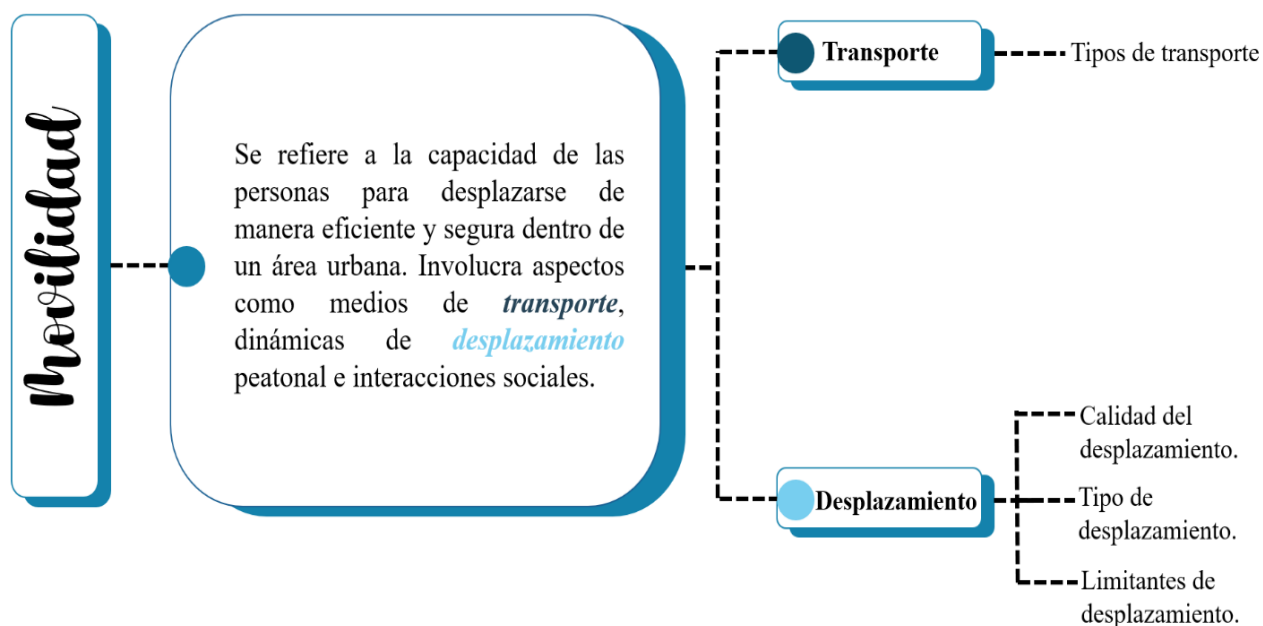 Movilidad
Se refiere a la capacidad de las
personas para desplazarse de
manera eficiente y segura dentro de
un área urbana. Involucra aspectos
como medios de transporte,
dinámicas de desplazamiento
peatonal e interacciones sociales.
Transporte
Tipos de transporte
Desplazamiento
Calidad del
desplazamiento.
Tipo de
desplazamiento.
Limitantes de
desplazamiento.